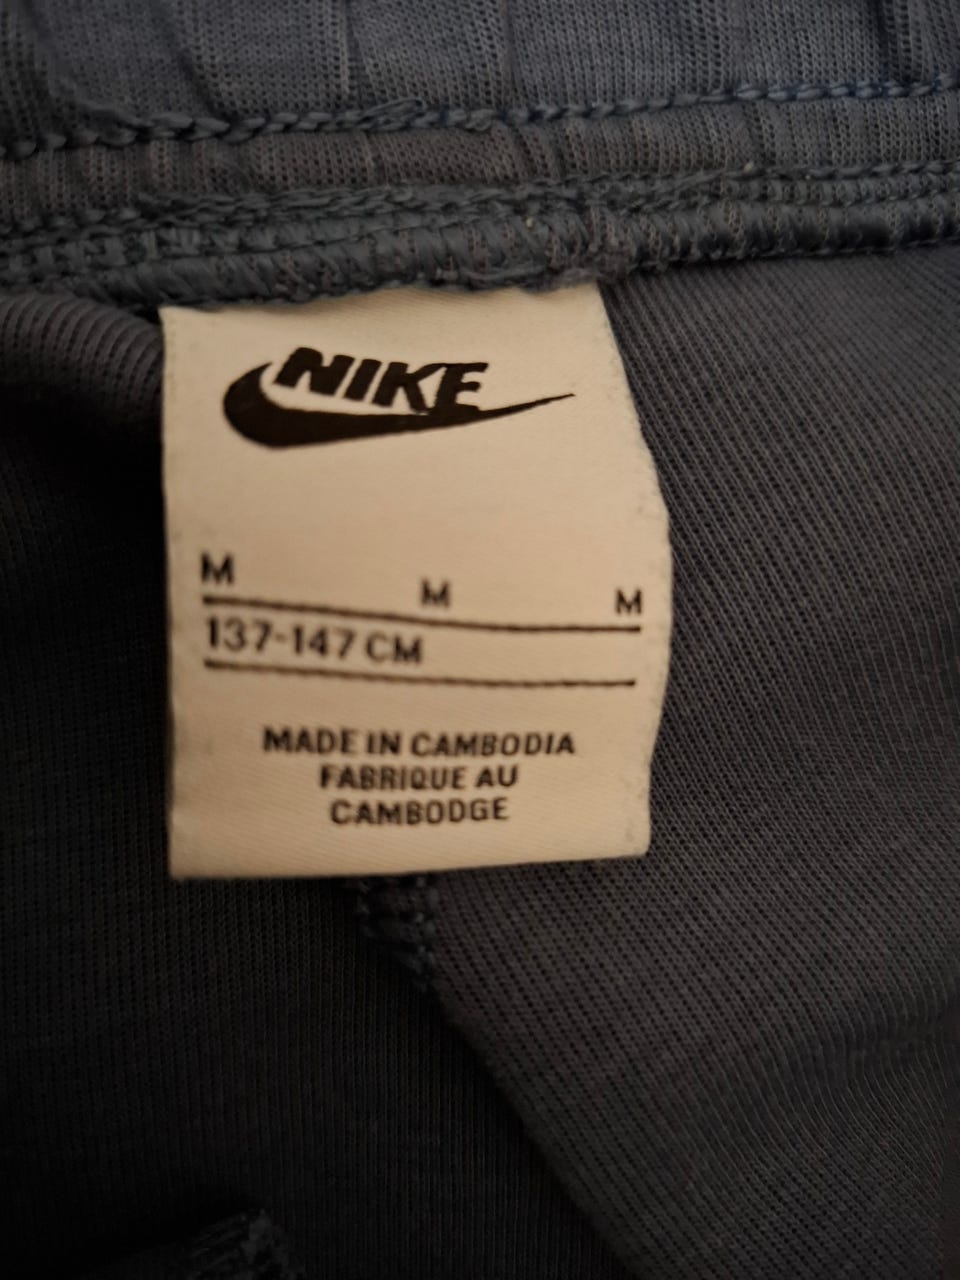 NIKE
M M M
137-147 CM
MADE IN CAMBODIA
FABRIQUE AU
CAMBODGE